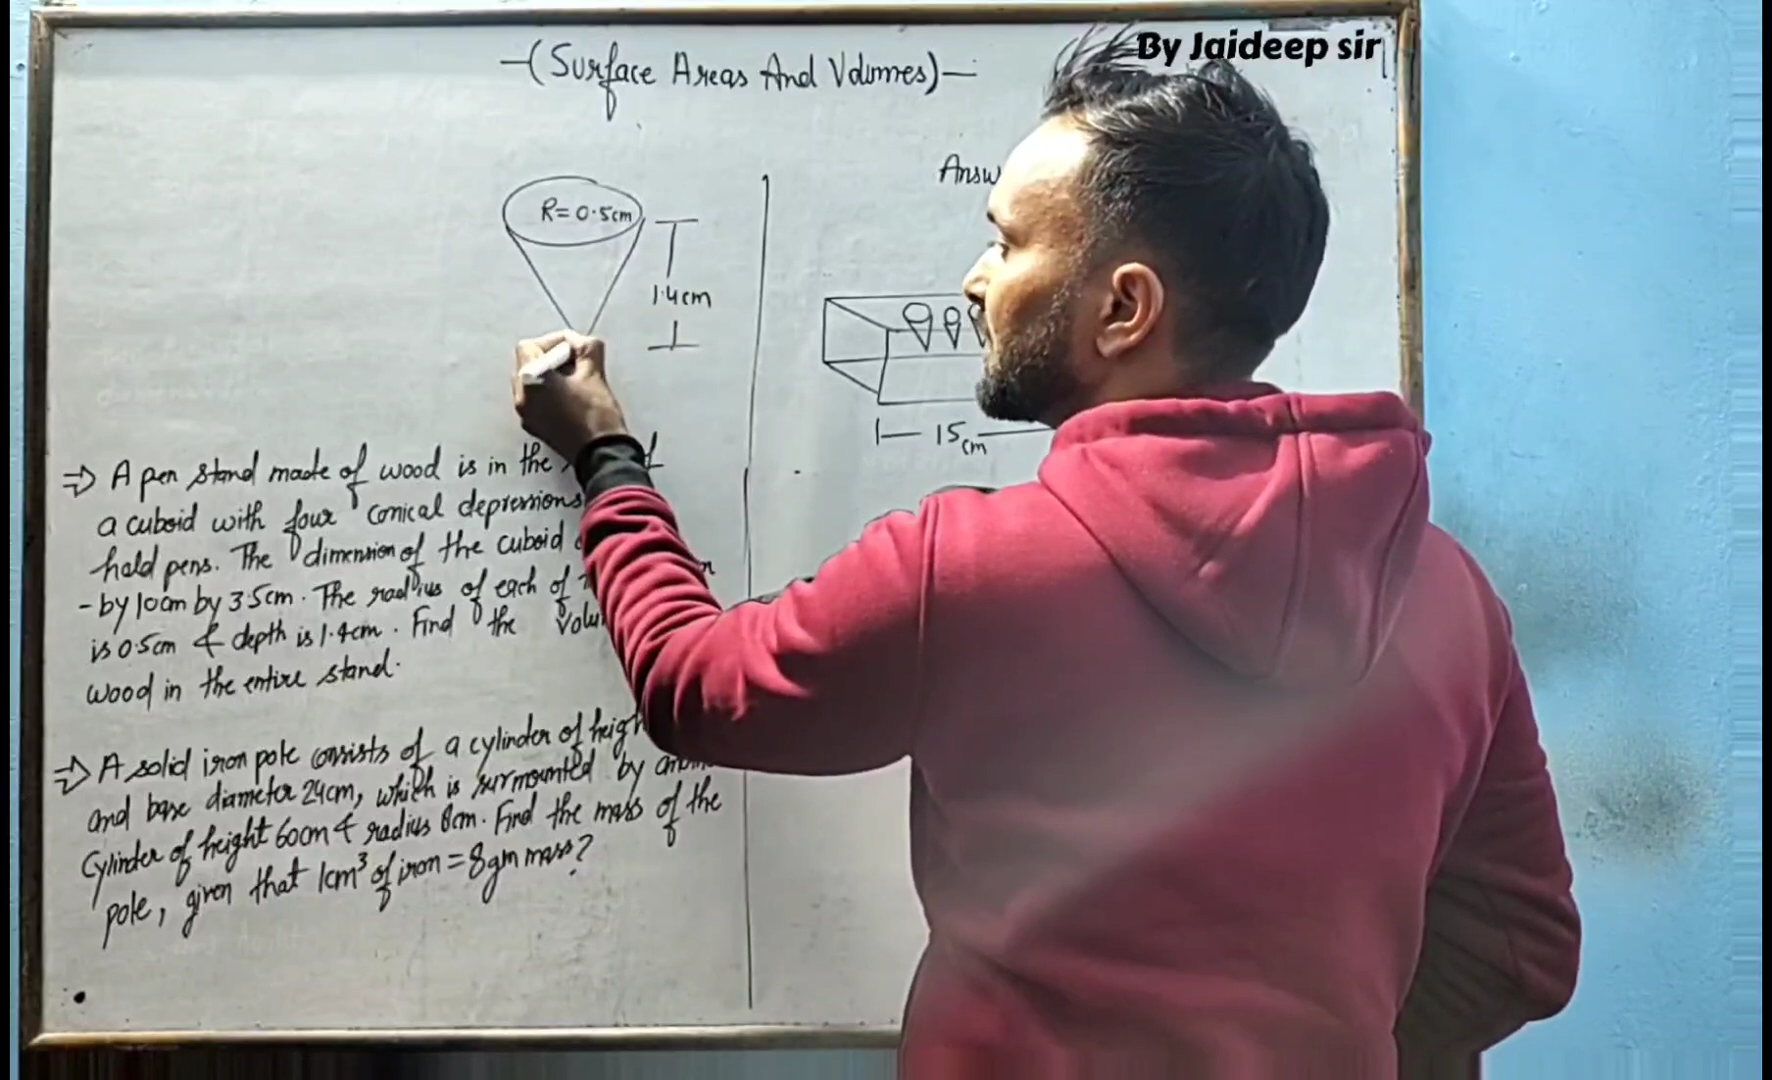 By Jaideep sir
(Surface Areas And Volumes)
R=0.5cm
1.4cm
15cm
⇒ A pen stand made of wood is in the
a cuboid with four conical depressions
hold pens. The dimension of the cuboid
- by 10cm by 3.5cm. The radius of each of
is 0.5cm & depth is 1.4cm. Find the
wood in the entire stand.
⇒ A solid iron pole consists of a cylinder of
and base diameter 24cm, which is surmounted by
Cylinder of height 60cm & radius 8cm. Find the mass of the
pole, given that 1cm³ of iron = 8gm mass?